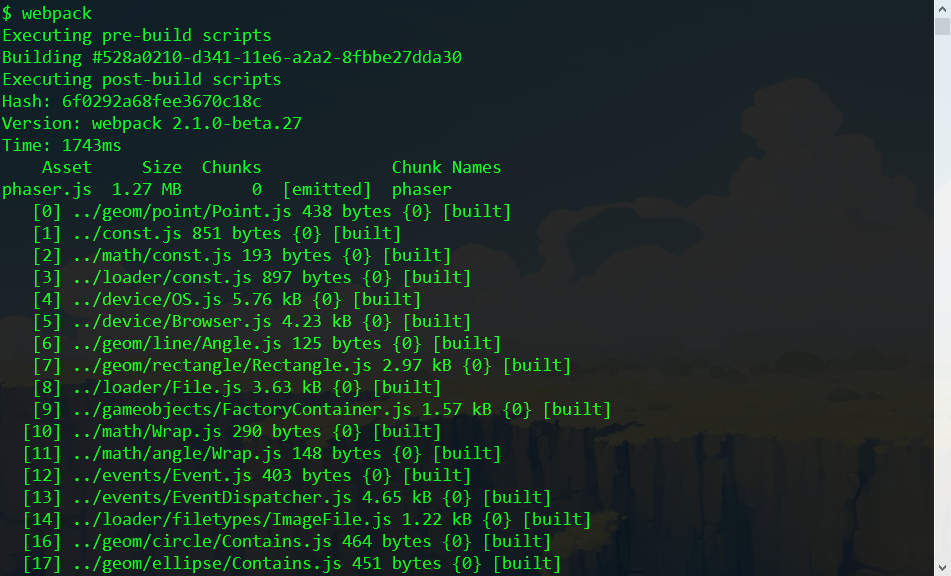 $ webpack
Executing pre-build scripts
Building #528a0210-d341-11e6-a2a2-8fbbe27dda30
Executing post-build scripts
Hash: 6f0292a68fee3670c18c
Version: webpack 2.1.0-beta.27
Time: 1743ms
    Asset     Size  Chunks             Chunk Names
phaser.js  1.27 MB       0  [emitted]  phaser
   [0] ../geom/point/Point.js 438 bytes {0} [built]
   [1] ../const.js 851 bytes {0} [built]
   [2] ../math/const.js 193 bytes {0} [built]
   [3] ../loader/const.js 897 bytes {0} [built]
   [4] ../device/OS.js 5.76 kB {0} [built]
   [5] ../device/Browser.js 4.23 kB {0} [built]
   [6] ../geom/line/Angle.js 125 bytes {0} [built]
   [7] ../geom/rectangle/Rectangle.js 2.97 kB {0} [built]
   [8] ../loader/File.js 3.63 kB {0} [built]
   [9] ../gameobjects/FactoryContainer.js 1.57 kB {0} [built]
  [10] ../math/Wrap.js 290 bytes {0} [built]
  [11] ../math/angle/Wrap.js 148 bytes {0} [built]
  [12] ../events/Event.js 403 bytes {0} [built]
  [13] ../events/EventDispatcher.js 4.65 kB {0} [built]
  [14] ../loader/filetypes/ImageFile.js 1.22 kB {0} [built]
  [16] ../geom/circle/Contains.js 464 bytes {0} [built]
  [17] ../geom/ellipse/Contains.js 451 bytes {0} [built]